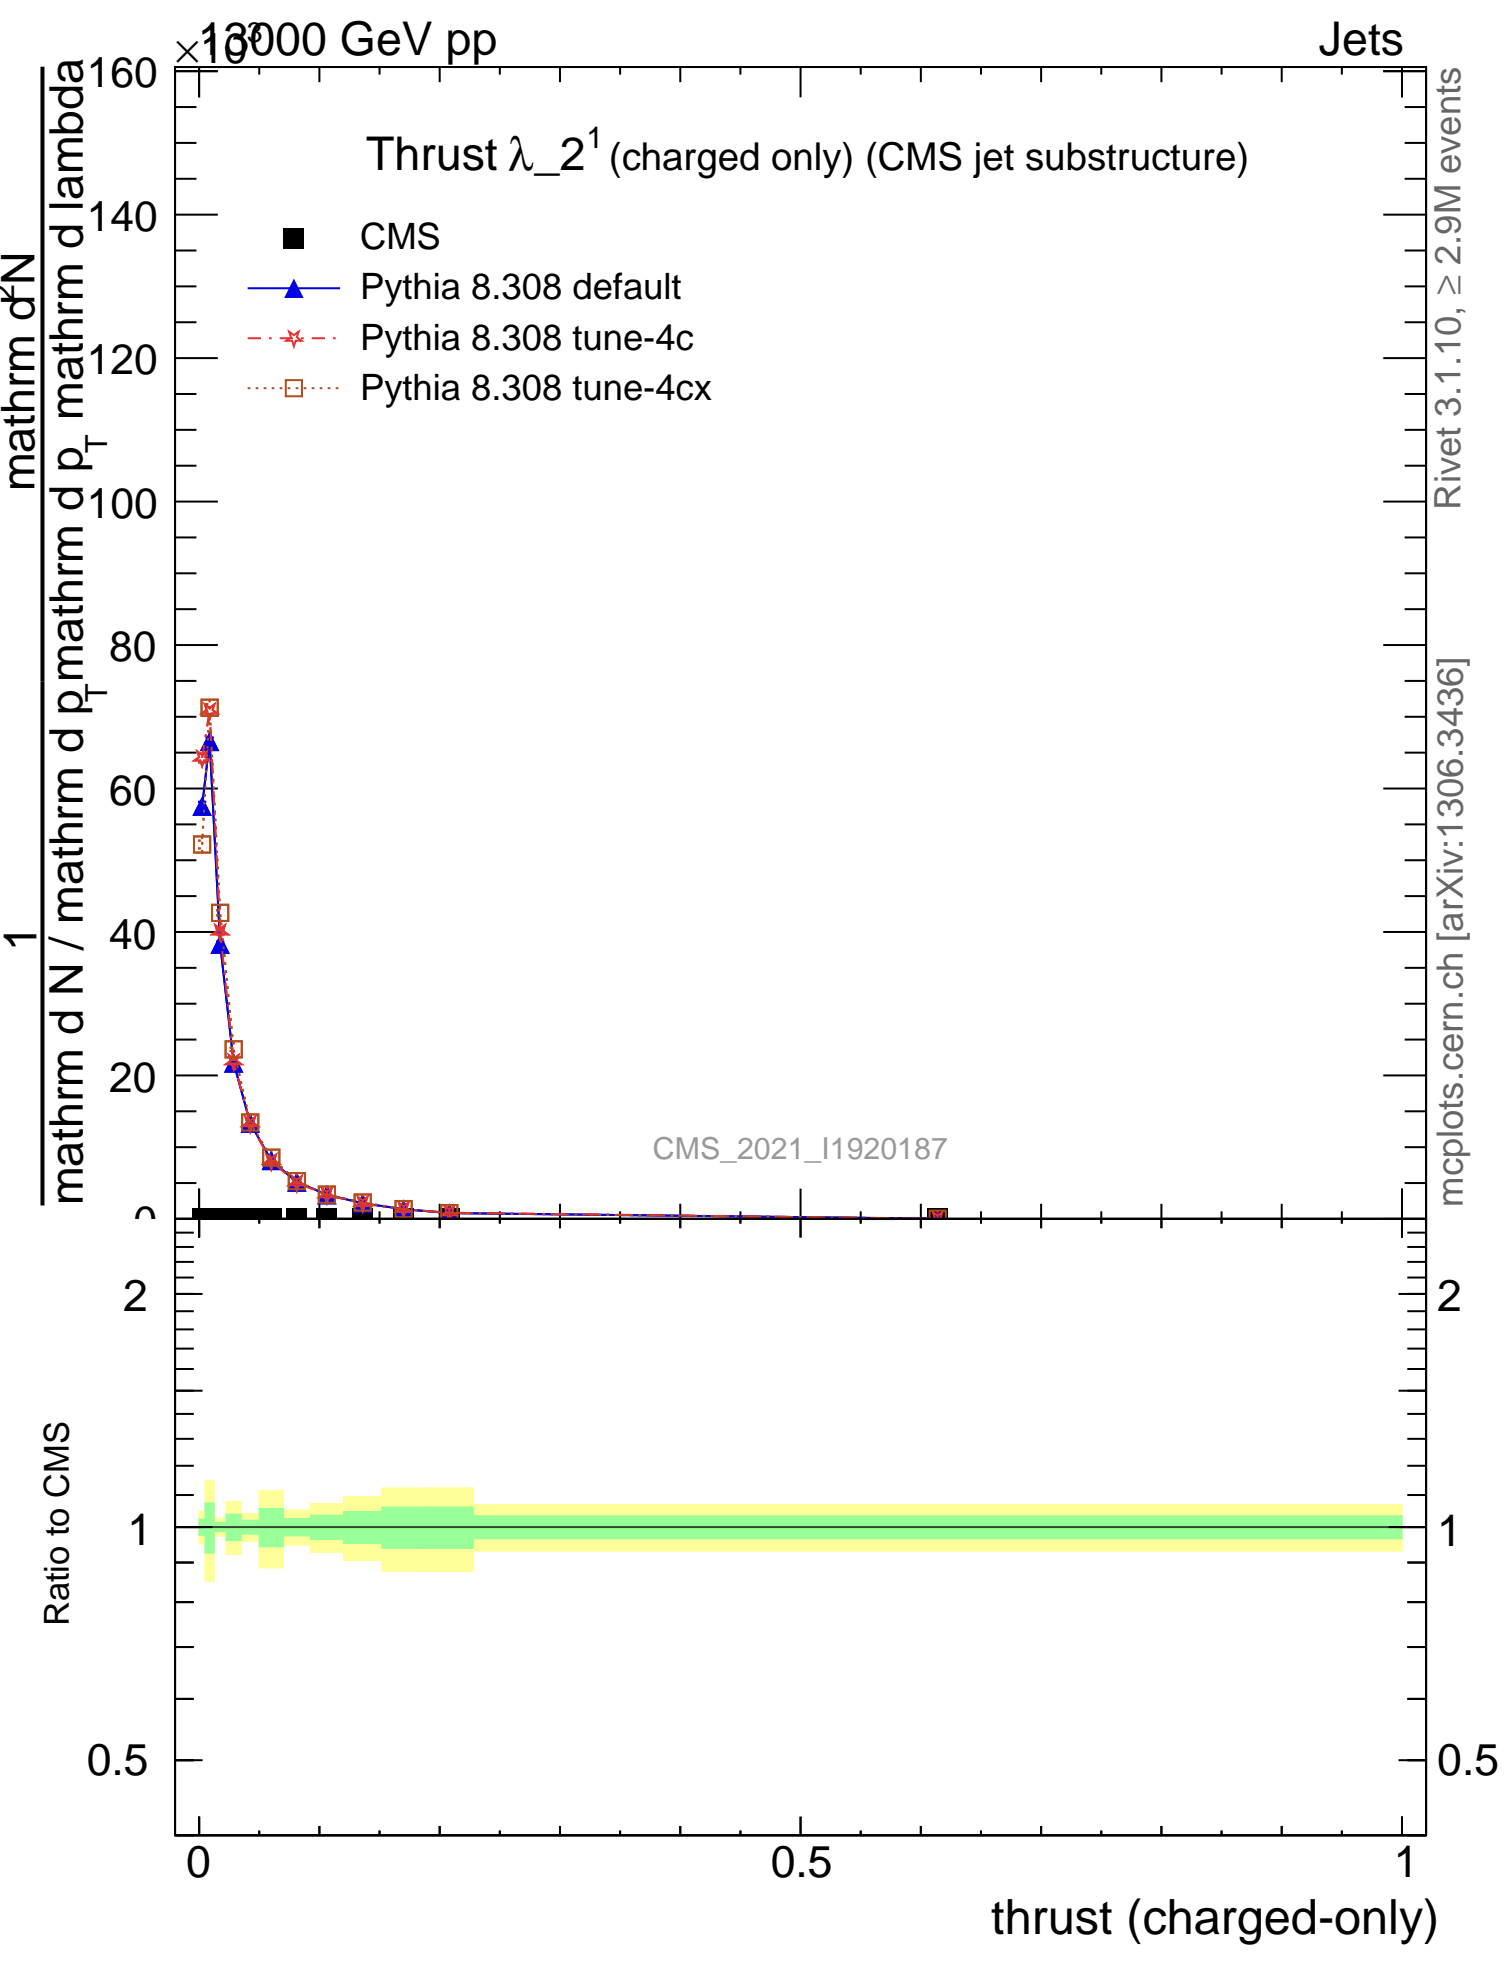 ×10³
13000 GeV pp
Jets
Thrust λ_2¹ (charged only) (CMS jet substructure)
CMS
Pythia 8.308 default
Pythia 8.308 tune-4c
Pythia 8.308 tune-4cx
160
140
120
100
80
60
40
20
0
1
mathrm d N / mathrm d p_T
mathrm d²N
mathrm d p_T mathrm d lambda
CMS_2021_I1920187
Rivet 3.1.10, ≥ 2.9M events
mcplots.cern.ch [arXiv:1306.3436]
Ratio to CMS
2
1
0.5
2
1
0.5
0
0.5
1
thrust (charged-only)